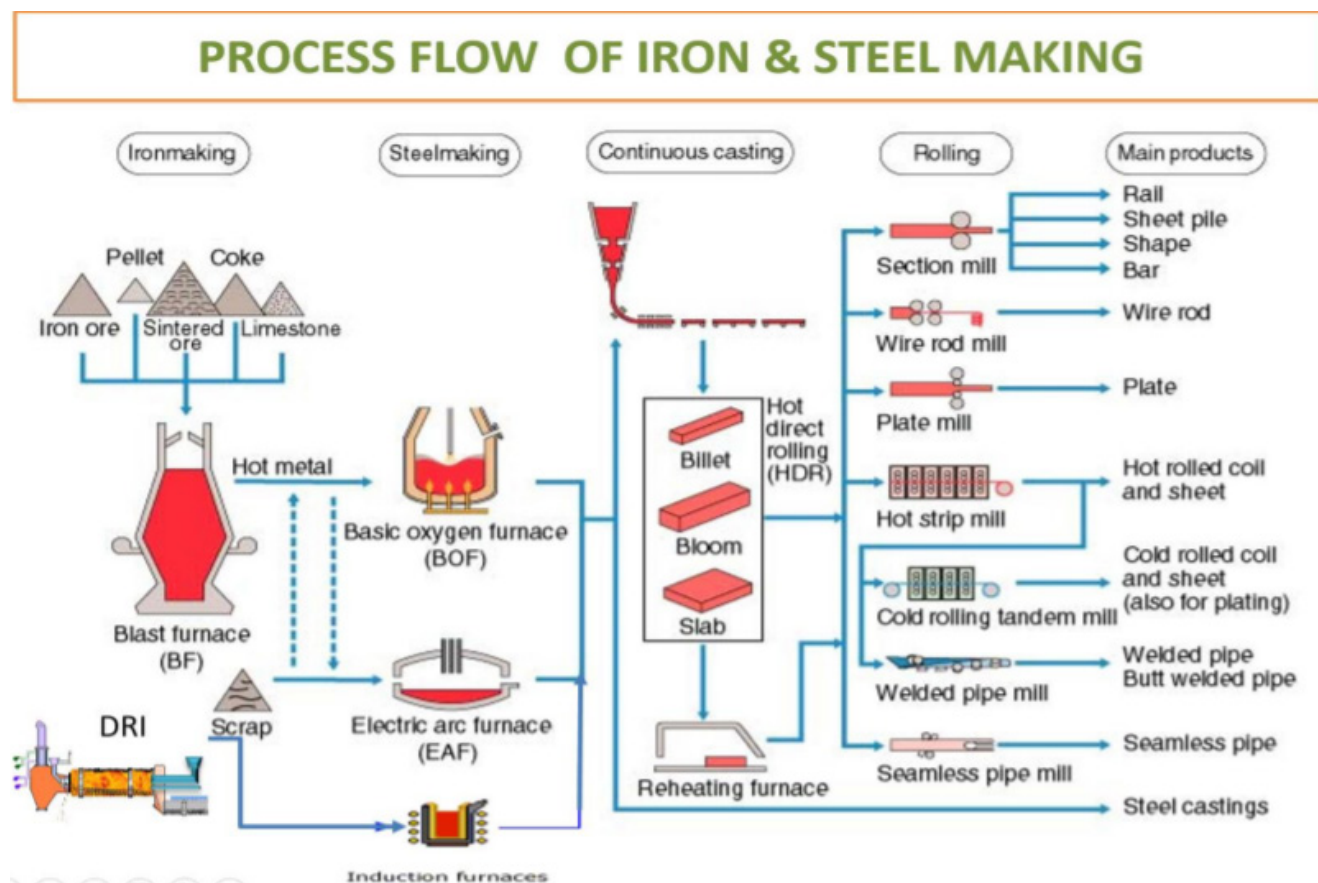 PROCESS FLOW OF IRON & STEEL MAKING
Ironmaking
Steelmaking
Continuous casting
Rolling
Main products
Pellet
Coke
Iron ore
Sintered
ore
Limestone
Hot metal
Blast furnace
(BF)
Basic oxygen furnace
(BOF)
Scrap
DRI
Electric arc furnace
(EAF)
Induction furnaces
Hot
direct
rolling
(HDR)
Billet
Bloom
Slab
Reheating furnace
Section mill
Wire rod mill
Plate mill
Hot strip mill
Cold rolling tandem mill
Welded pipe mill
Seamless pipe mill
Rail
Sheet pile
Shape
Bar
Wire rod
Plate
Hot rolled coil
and sheet
Cold rolled coil
and sheet
(also for plating)
Welded pipe
Butt welded pipe
Seamless pipe
Steel castings